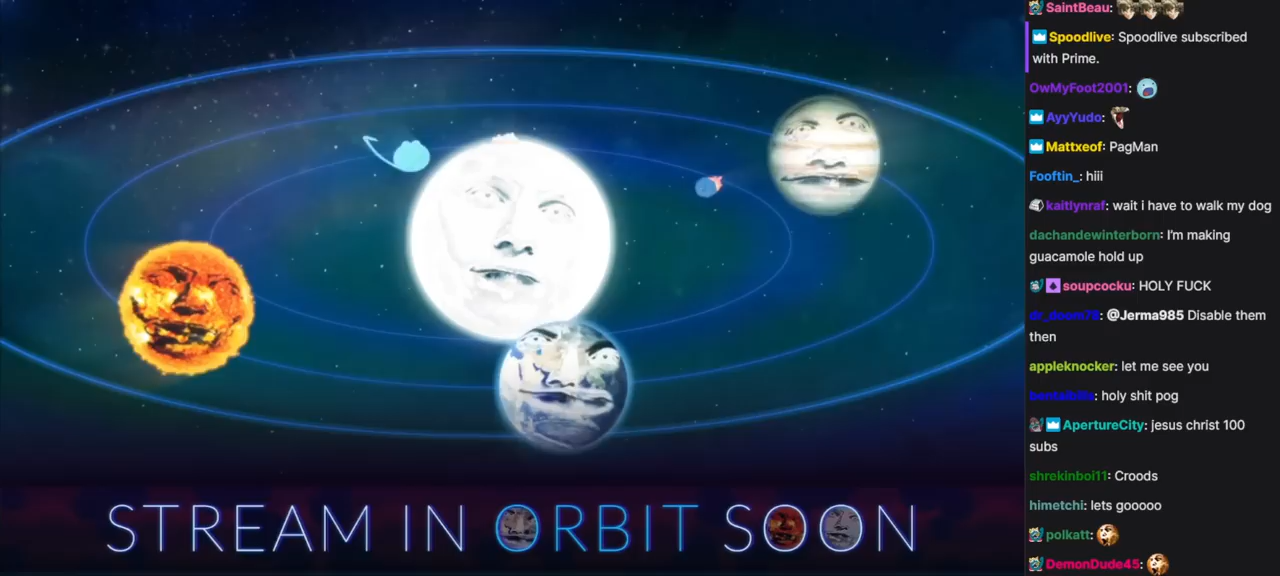 STREAM IN ORBIT SOON
SaintBeau:
Spoodlive: Spoodlive subscribed
with Prime.
OwMyFoot2001:
AyyYudo:
Mattxeof: PagMan
Fooftin_: hiii
kaitlynraf: wait i have to walk my dog
dachandewinterborn: I'm making
guacamole hold up
soupcocku: HOLY FUCK
dr_doom76: @Jerma985 Disable them
then
appleknocker: let me see you
holy shit pog
ApertureCity: jesus christ 100
subs
shrekinboi11: Croods
himetchi: lets gooooo
polkatt:
DemonDude45: